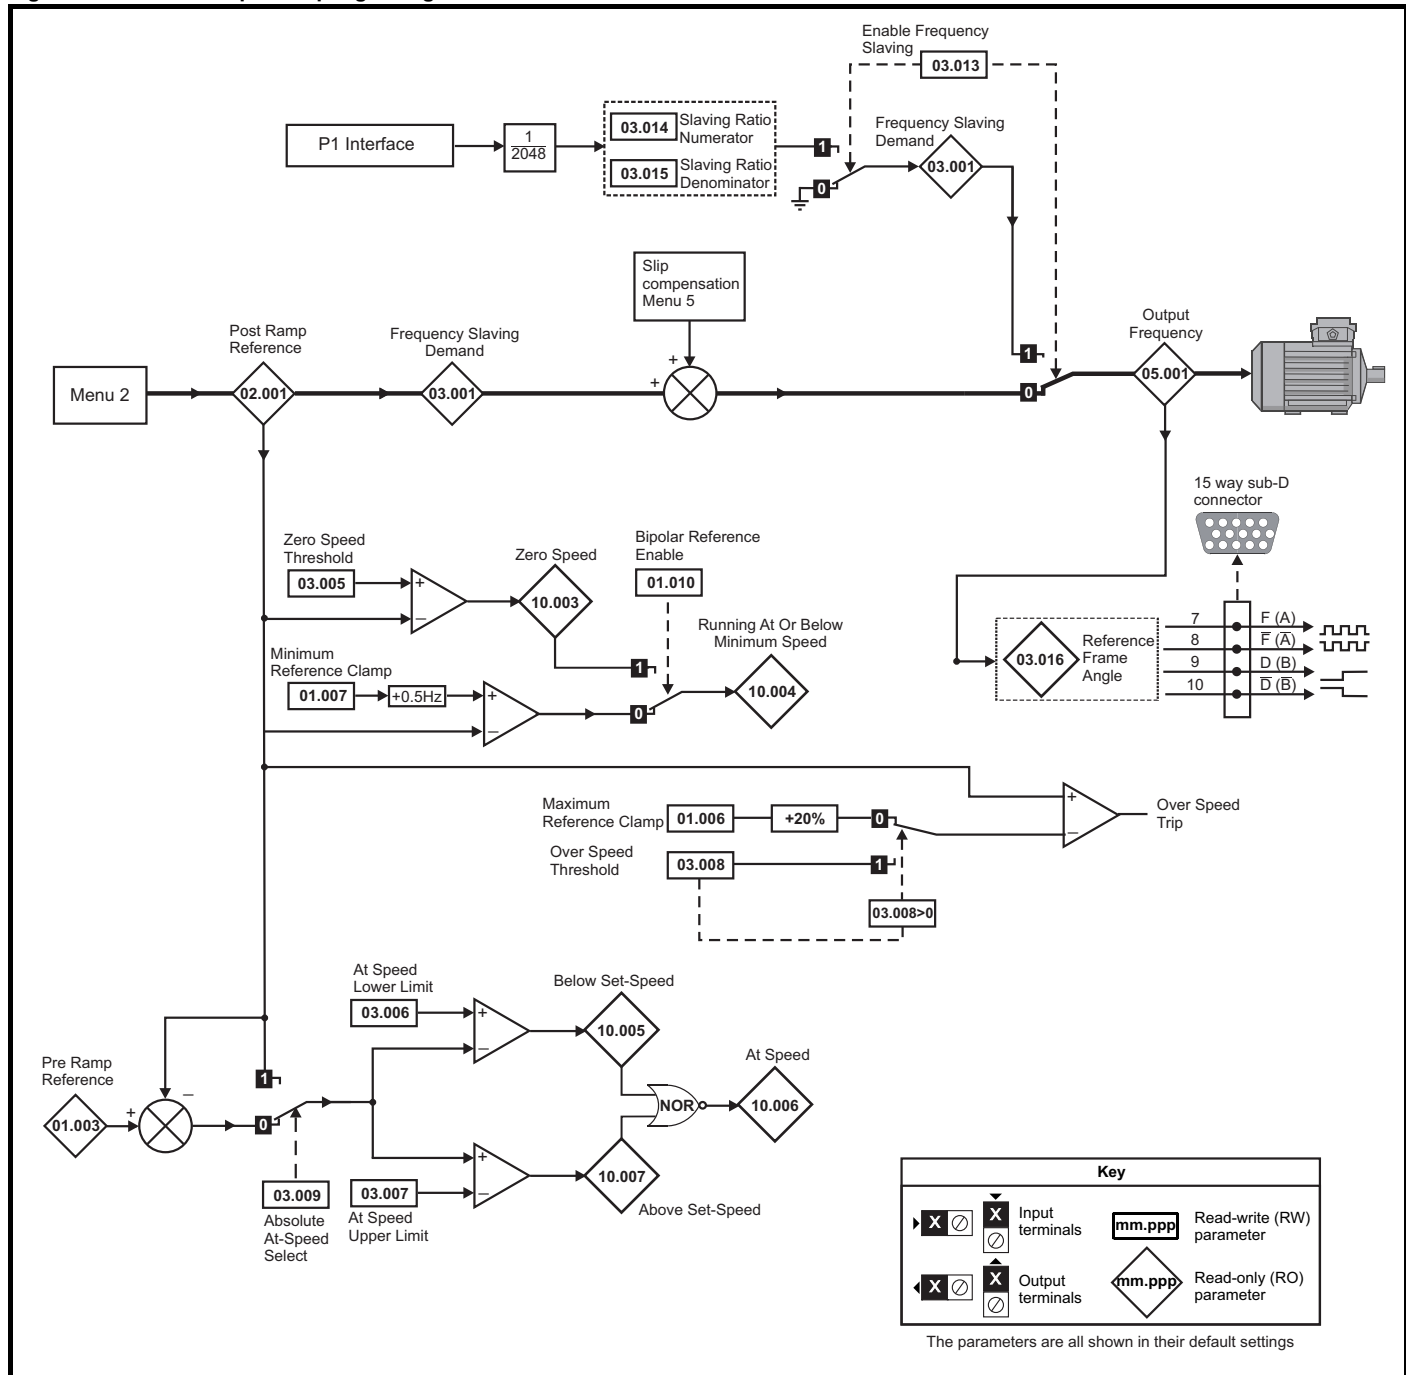 Enable Frequency
Slaving
03.013
P1 Interface
1
2048
03.014
Slaving Ratio
Numerator
03.015
Slaving Ratio
Denominator
1
0
Frequency Slaving
Demand
03.001
Slip
compensation
Menu 5
Menu 2
Post Ramp
Reference
02.001
Frequency Slaving
Demand
03.001
+
+
1
0
Output
Frequency
05.001
15 way sub-D
connector
Zero Speed
Threshold
03.005
+
–
Zero Speed
10.003
Bipolar Reference
Enable
01.010
Minimum
Reference Clamp
01.007
+0.5Hz
+
–
1
0
Running At Or Below
Minimum Speed
10.004
03.016
Reference
Frame
Angle
7
F (A)
8
F̅ (A̅)
9
D (B)
10
D̅ (B̅)
Maximum
Reference Clamp
01.006
+20%
0
Over Speed
Threshold
03.008
1
03.008>0
+
–
Over Speed
Trip
At Speed
Lower Limit
03.006
+
–
Below Set-Speed
10.005
Pre Ramp
Reference
01.003
+
–
1
0
03.009
Absolute
At-Speed
Select
03.007
At Speed
Upper Limit
+
–
10.007
Above Set-Speed
NOR
At Speed
10.006
Key
X
X
Input
terminals
mm.ppp
Read-write (RW)
parameter
X
X
Output
terminals
mm.ppp
Read-only (RO)
parameter
The parameters are all shown in their default settings